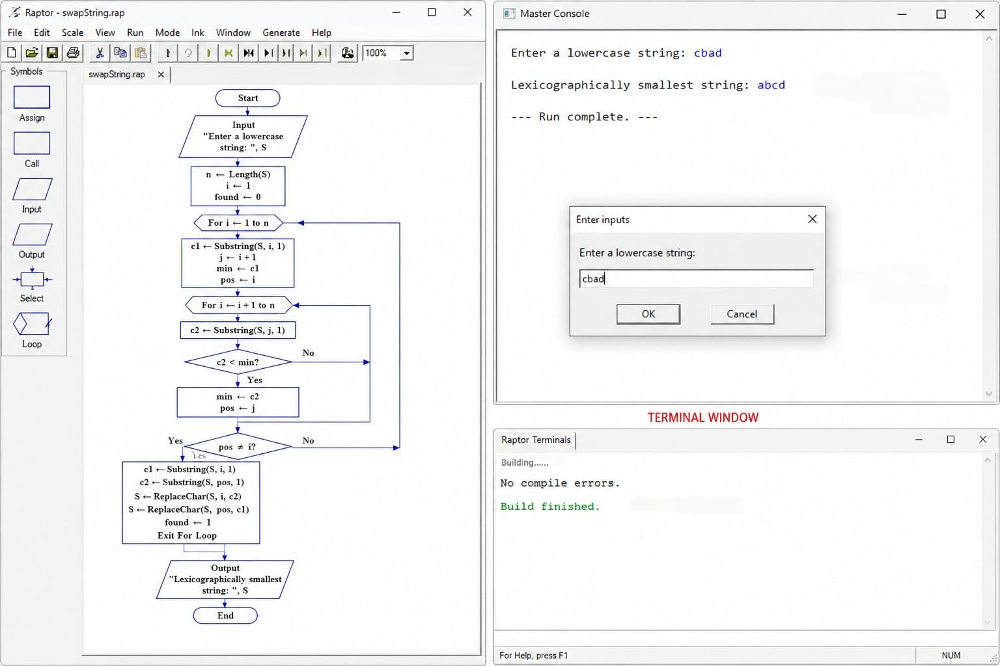 Raptor - swapString.rap
File Edit Scale View Run Mode Ink Window Generate Help
100%
Symbols
Assign
Call
Input
Output
Select
Loop
swapString.rap
Start
Input
"Enter a lowercase
string: ", S
n ← Length(S)
i ← 1
found ← 0
For i ← 1 to n
c1 ← Substring(S, i, 1)
j ← i + 1
min ← c1
pos ← i
For i ← i + 1 to n
c2 ← Substring(S, j, 1)
c2 < min?
No
Yes
min ← c2
pos ← j
pos ≠ i?
Yes
No
Yes
c1 ← Substring(S, i, 1)
c2 ← Substring(S, pos, 1)
S ← ReplaceChar(S, i, c2)
S ← ReplaceChar(S, pos, c1)
found ← 1
Exit For Loop
Output
"Lexicographically smallest
string: ", S
End
Master Console
Enter a lowercase string: cbad
Lexicographically smallest string: abcd
--- Run complete. ---
Enter inputs
Enter a lowercase string:
cbad
OK
Cancel
TERMINAL WINDOW
Raptor Terminals
Building......
No compile errors.
Build finished.
For Help, press F1
NUM